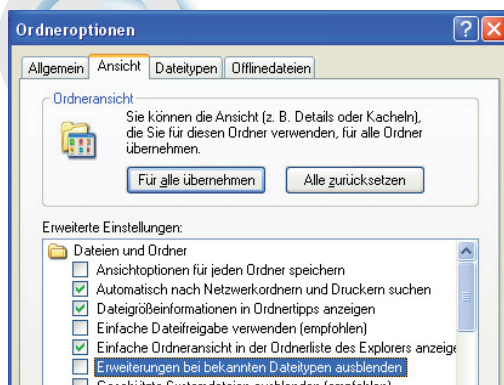 Ordneroptionen
Allgemein Ansicht Dateitypen Offlinedateien
Ordneransicht
Sie können die Ansicht (z. B. Details oder Kacheln),
die Sie für diesen Ordner verwenden, für alle Ordner
übernehmen.
Für alle übernehmen Alle zurücksetzen
Erweiterte Einstellungen:
Dateien und Ordner
Ansichtoptionen für jeden Ordner speichern
Automatisch nach Netzwerkordnern und Druckern suchen
Dateigrößeinformationen in Ordnertipps anzeigen
Einfache Dateifreigabe verwenden (empfohlen)
Einfache Ordneransicht in der Ordnerliste des Explorers anzeige
Erweiterungen bei bekannten Dateitypen ausblenden